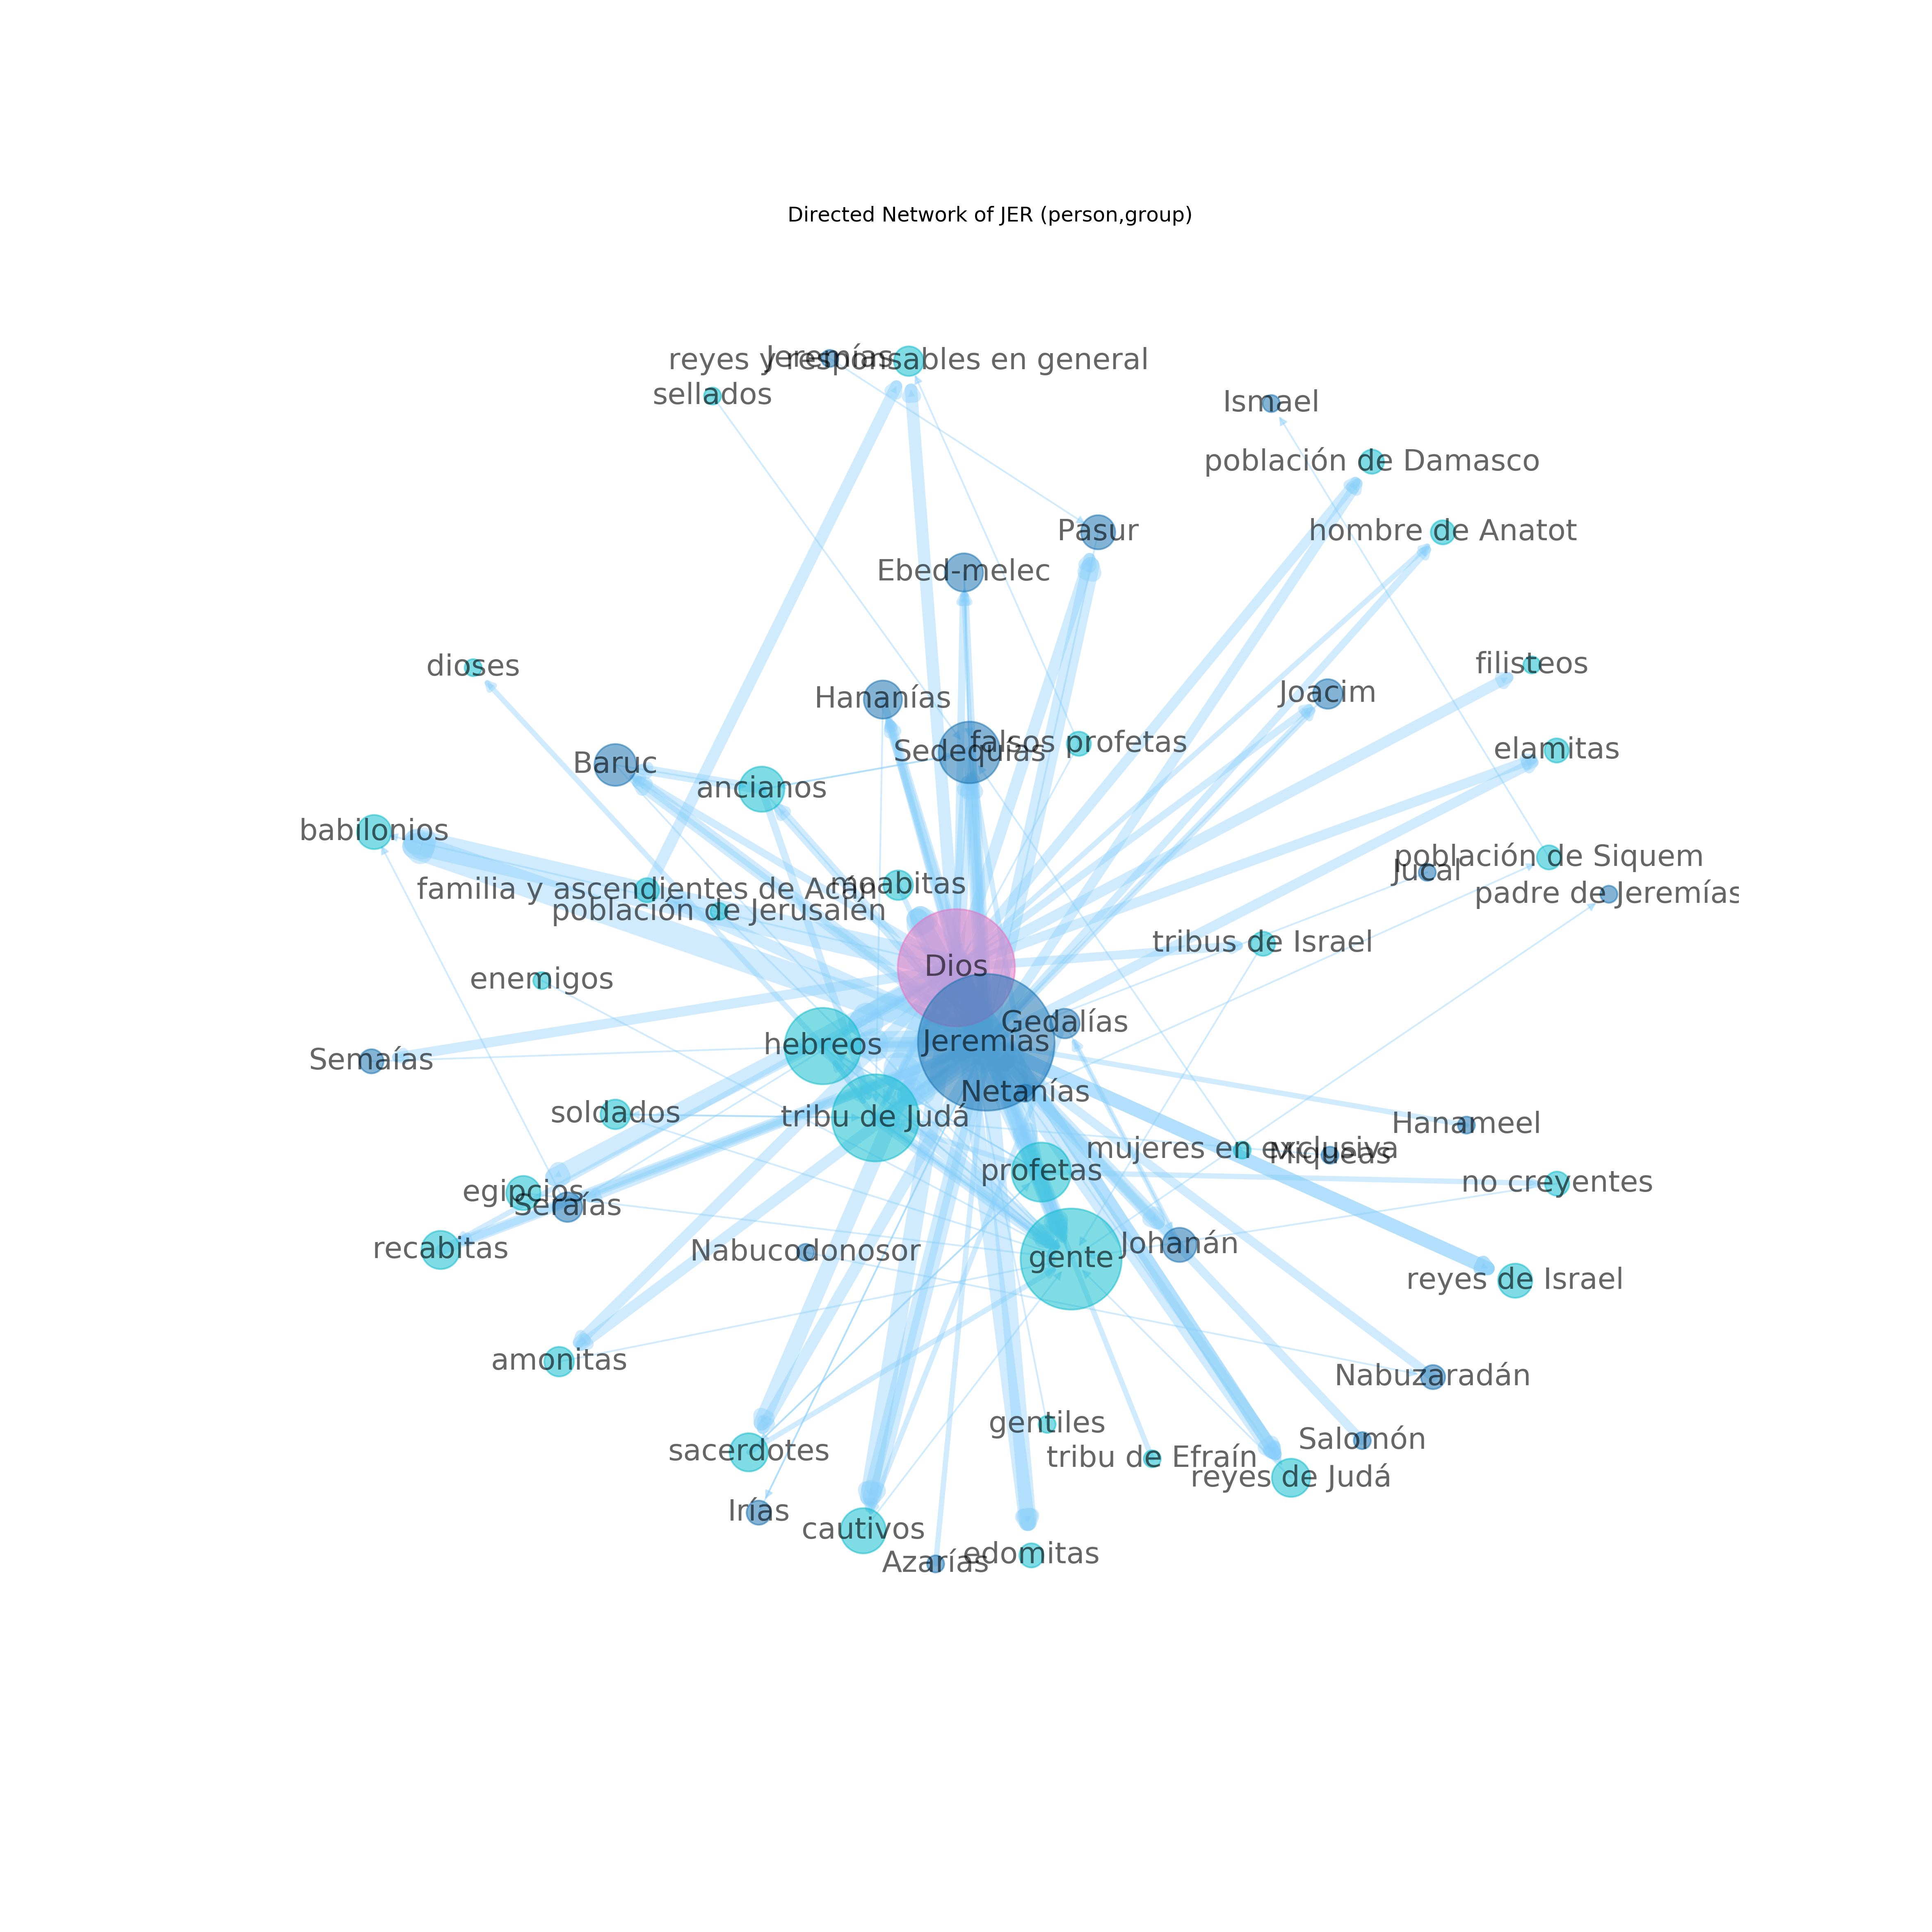 Directed Network of JER (person,group)
Jeremías
reyes y responsables en general
sellados
Ismael
población de Damasco
Pasur
hombre de Anatot
Ebed-melec
dioses
filisteos
Hananías
Joacim
Sedequías
falsos profetas
elamitas
Baruc
ancianos
babilonios
población de Siquem
Jucal
familia y ascendientes de Acán
moabitas
padre de Jeremías
población de Jerusalén
tribus de Israel
Dios
enemigos
Gedalías
hebreos
Jeremías
Semaías
Netanías
soldados
tribu de Judá
Hanameel
mujeres en exclusiva
Miqueas
profetas
no creyentes
egipcios
Seraías
recabitas
Nabucodonosor
gente
Johanán
reyes de Israel
amonitas
Nabuzaradán
gentiles
Salomón
sacerdotes
tribu de Efraín
reyes de Judá
Irías
cautivos
Azarías
edomitas